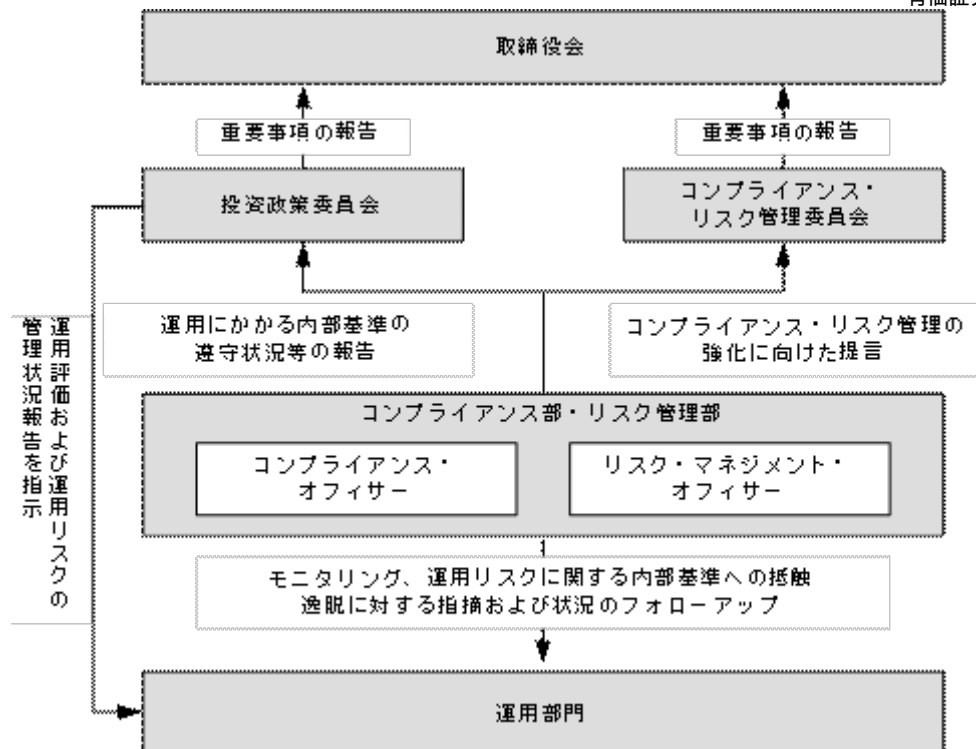 有価証
取締役会
重要事項の報告
重要事項の報告
投資政策委員会
コンプライアンス・
リスク管理委員会
運用にかかる内部基準の
遵守状況等の報告
コンプライアンス・リスク管理の
強化に向けた提言
運用評価および運用リスクの
管理状況報告を指示
コンプライアンス部・リスク管理部
コンプライアンス・
オフィサー
リスク・マネジメント・
オフィサー
モニタリング、運用リスクに関する内部基準への抵触
逸脱に対する指摘および状況のフォローアップ
運用部門